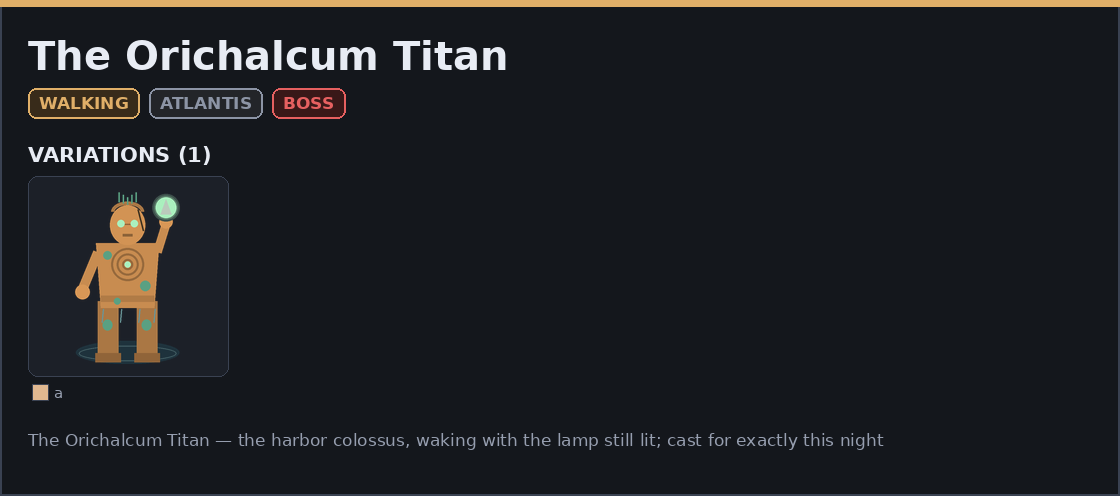 The Orichalcum Titan
WALKING ATLANTIS BOSS
VARIATIONS (1)
a
The Orichalcum Titan — the harbor colossus, waking with the lamp still lit; cast for exactly this night